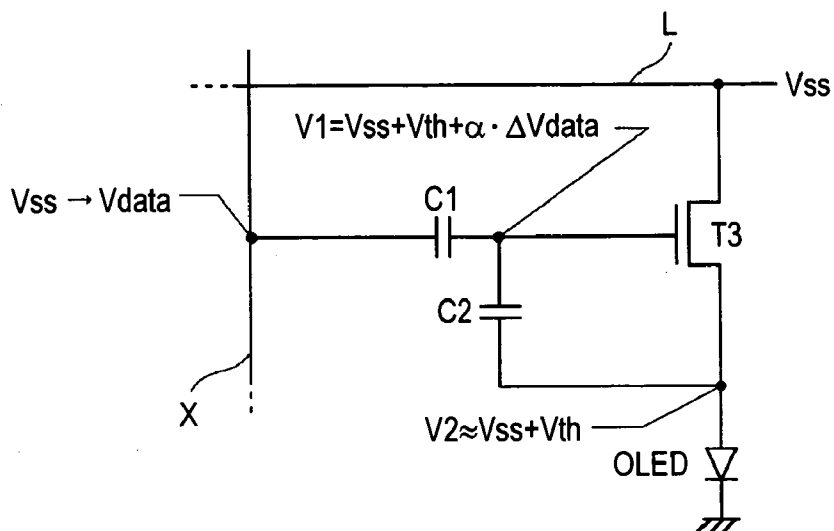 L
Vss
V1=Vss+Vth+α· ΔVdata
Vss → Vdata
C1
T3
C2
X
V2≈Vss+Vth
OLED